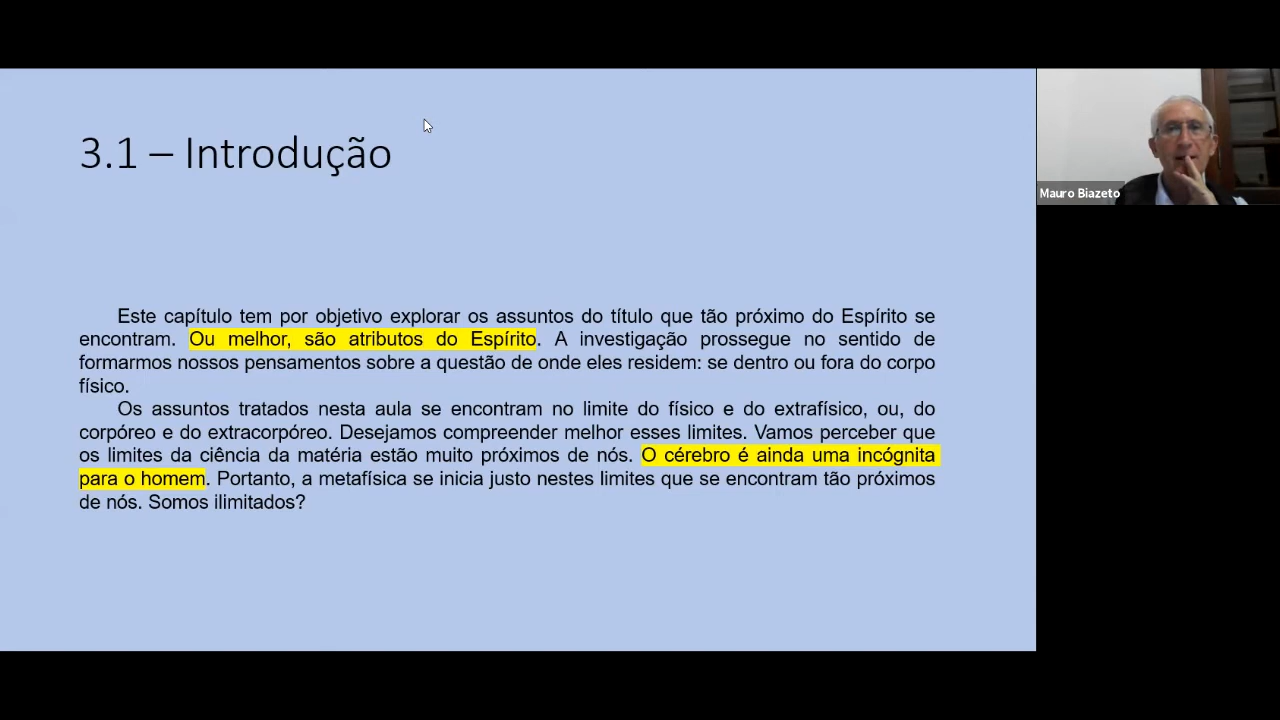 3.1 – Introdução
Mauro Biazeto
Este capítulo tem por objetivo explorar os assuntos do título que tão próximo do Espírito se
encontram. Ou melhor, são atributos do Espírito. A investigação prossegue no sentido de
formarmos nossos pensamentos sobre a questão de onde eles residem: se dentro ou fora do corpo
físico.
Os assuntos tratados nesta aula se encontram no limite do físico e do extrafísico, ou, do
corpóreo e do extracorpóreo. Desejamos compreender melhor esses limites. Vamos perceber que
os limites da ciência da matéria estão muito próximos de nós. O cérebro é ainda uma incógnita
para o homem. Portanto, a metafísica se inicia justo nestes limites que se encontram tão próximos
de nós. Somos ilimitados?